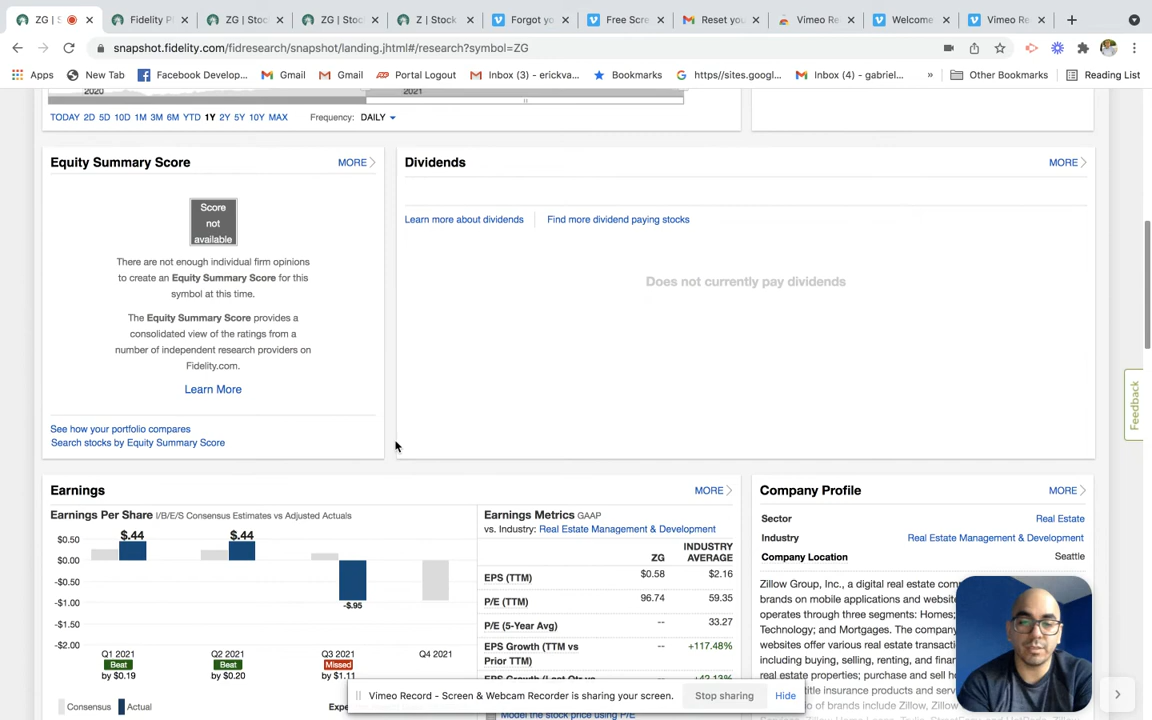 ZG | S
Fidelity P
ZG | Stoc
ZG | Stoc
Z | Stock
Forgot yo
Free Scre
Reset you
Vimeo Re
Welcome
Vimeo Re
snapshot.fidelity.com/fidresearch/snapshot/landing.jhtml#/research?symbol=ZG
Apps
New Tab
Facebook Develop...
Gmail
Gmail
Portal Logout
Inbox (3) - erickva...
Bookmarks
https//sites.googl...
Inbox (4) - gabriel...
»
Other Bookmarks
Reading List
2020
2021
TODAY 2D 5D 10D 1M 3M 6M YTD 1Y 2Y 5Y 10Y MAX
Frequency: DAILY
Equity Summary Score
MORE
Score
not
available
There are not enough individual firm opinions
to create an Equity Summary Score for this
symbol at this time.
The Equity Summary Score provides a
consolidated view of the ratings from a
number of independent research providers on
Fidelity.com.
Learn More
See how your portfolio compares
Search stocks by Equity Summary Score
Dividends
MORE
Learn more about dividends
Find more dividend paying stocks
Does not currently pay dividends
Feedback
Earnings
MORE
Earnings Per Share I/B/E/S Consensus Estimates vs Adjusted Actuals
$0.50
$0.00
-$0.50
-$1.00
-$1.50
-$2.00
$.44
$.44
-$.95
Q1 2021
Beat
by $0.19
Q2 2021
Beat
by $0.20
Q3 2021
Missed
by $1.11
Q4 2021
Consensus
Actual
Expe
Earnings Metrics GAAP
vs. Industry: Real Estate Management & Development
ZG
INDUSTRY
AVERAGE
EPS (TTM)
$0.58
$2.16
P/E (TTM)
96.74
59.35
P/E (5-Year Avg)
--
33.27
EPS Growth (TTM vs
Prior TTM)
--
+117.48%
EPS Growth (Last Qtr vs
--
+42.13%
Model the stock price using P/E
Company Profile
MORE
Sector
Real Estate
Industry
Real Estate Management & Development
Company Location
Seattle
Zillow Group, Inc., a digital real estate com
brands on mobile applications and website
operates through three segments: Homes;
Technology; and Mortgages. The company
websites offer various real estate transacti
including buying, selling, renting, and finan
real estate properties; purchase and sell ho
title insurance products and serv
of brands include Zillow,
Vimeo Record - Screen & Webcam Recorder is sharing your screen.
Stop sharing
Hide